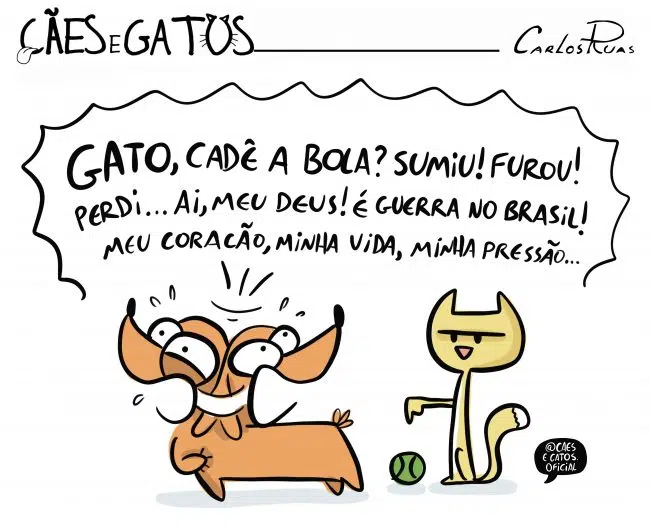 CÃES E GATOS
CARLOS RUAS
GATO, CADÊ A BOLA? SUMIU! FUROU!
PERDI... AI, MEU DEUS! É GUERRA NO BRASIL!
MEU CORACÃO, MINHA VIDA, MINHA PRESSÃO...
@CÃES
E GATOS.
OFICIAL